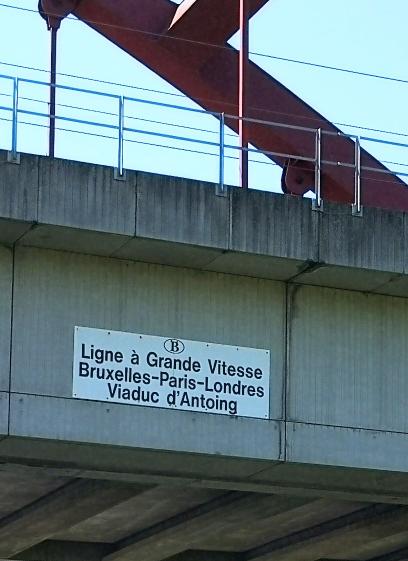 B
Ligne à Grande Vitesse
Bruxelles-Paris-Londres
Viaduc d'Antoing